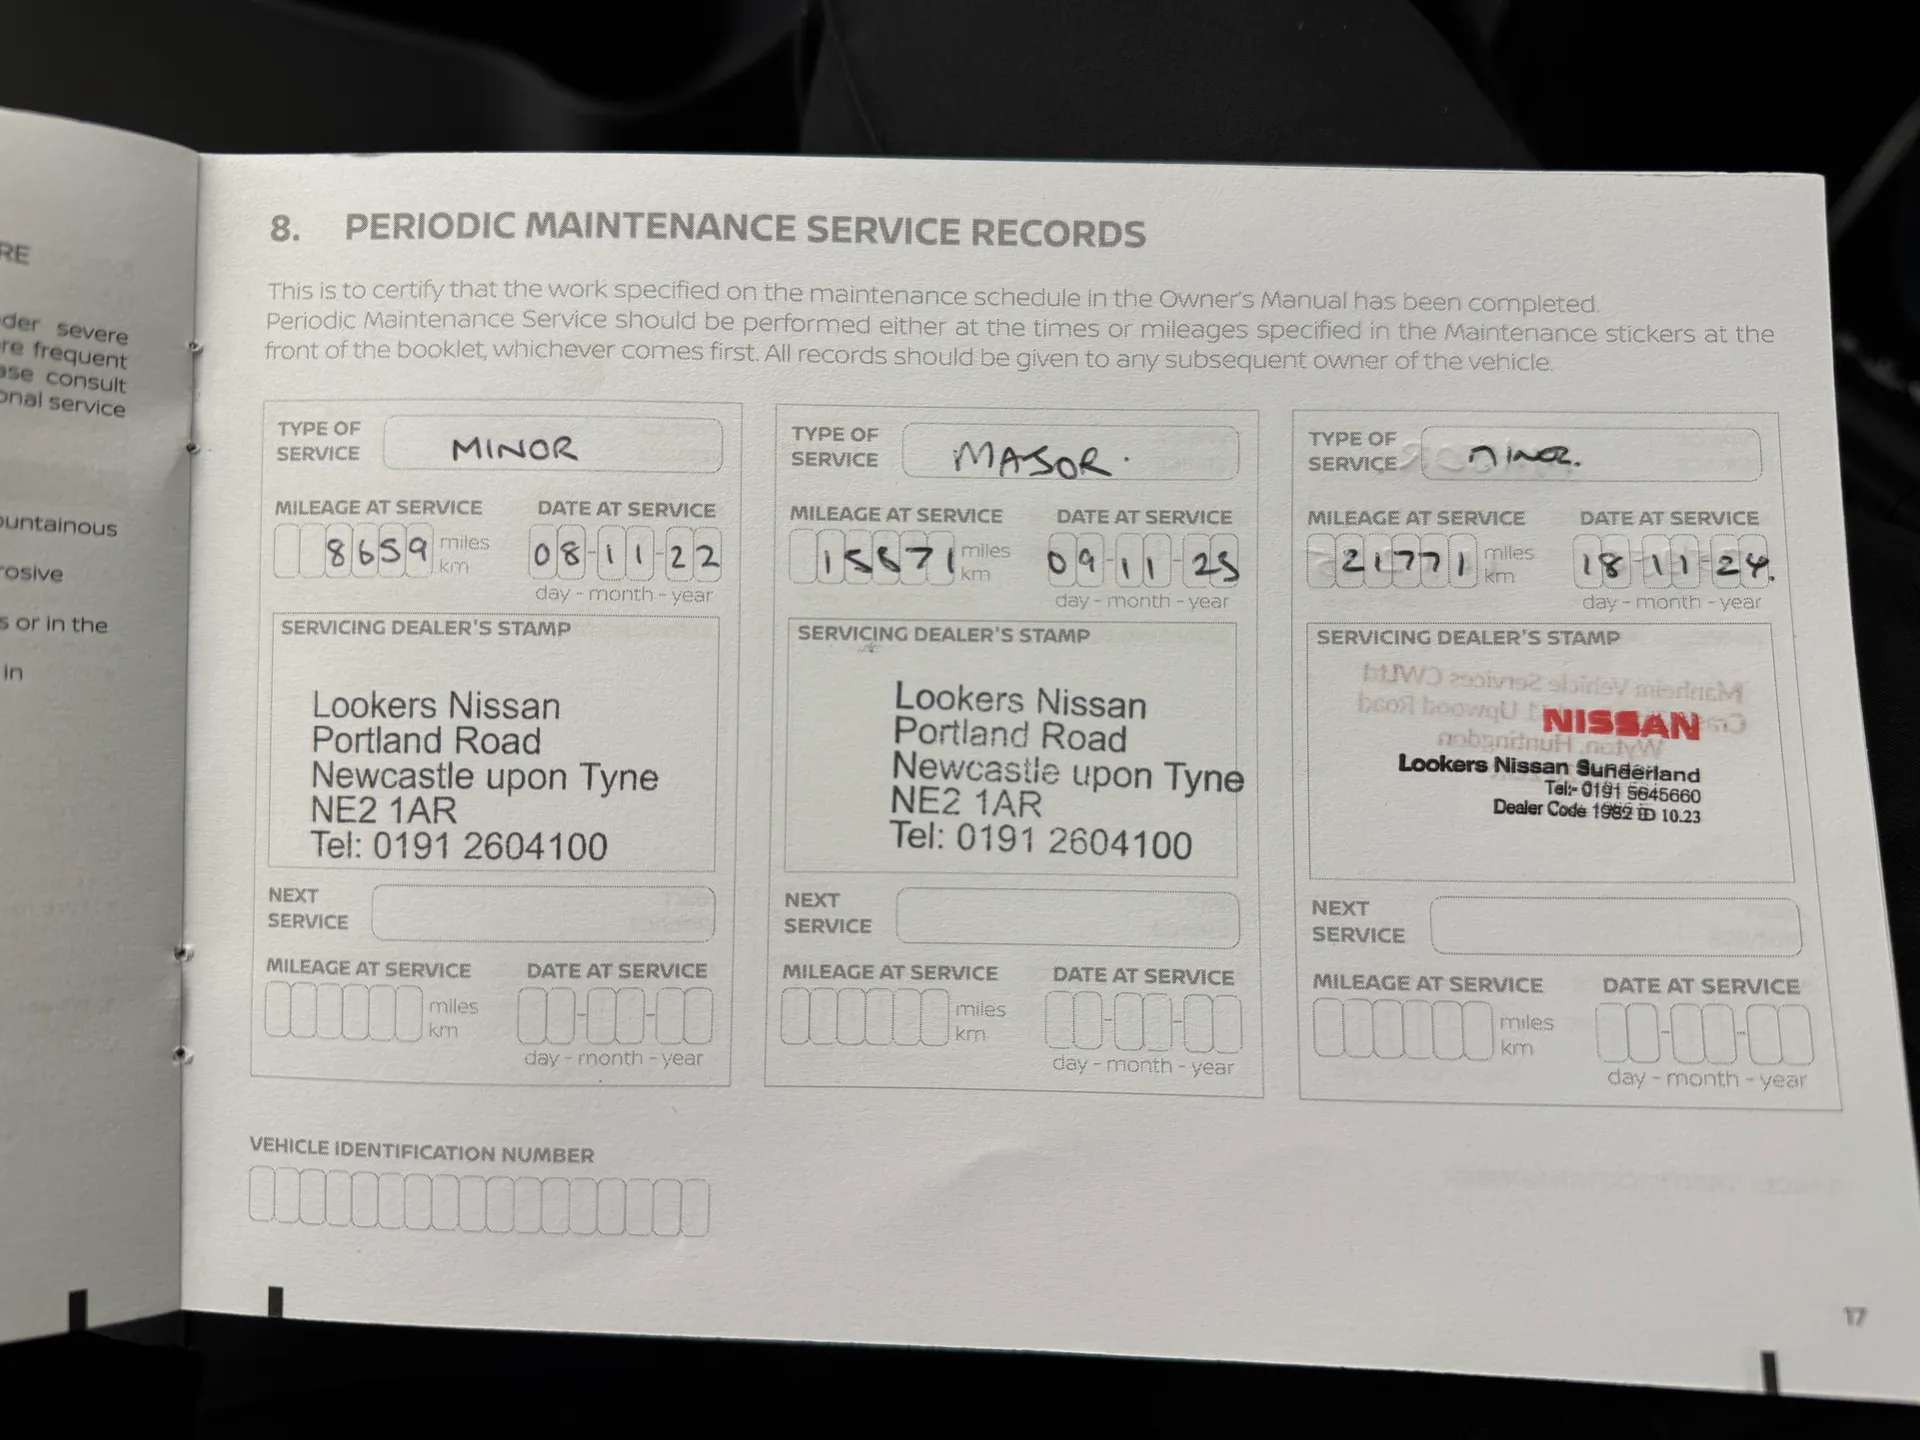 8. PERIODIC MAINTENANCE SERVICE RECORDS
This is to certify that the work specified on the maintenance schedule in the Owner's Manual has been completed.
Periodic Maintenance Service should be performed either at the times or mileages specified in the Maintenance stickers at the
front of the booklet, whichever comes first. All records should be given to any subsequent owner of the vehicle.
TYPE OF
SERVICE
MINOR
MILEAGE AT SERVICE
8659 miles
km
DATE AT SERVICE
08-11-22
day - month - year
SERVICING DEALER'S STAMP
Lookers Nissan
Portland Road
Newcastle upon Tyne
NE2 1AR
Tel: 0191 2604100
NEXT
SERVICE
MILEAGE AT SERVICE
miles
km
DATE AT SERVICE
day - month - year
TYPE OF
SERVICE
MAJOR.
MILEAGE AT SERVICE
miles
km
DATE AT SERVICE
09-11-
day - month - year
SERVICING DEALER'S STAMP
Lookers Nissan
Portland Road
Newcastle upon Tyne
NE2 1AR
Tel: 0191 2604100
NEXT
SERVICE
MILEAGE AT SERVICE
miles
km
DATE AT SERVICE
day - month - year
TYPE OF
SERVICE
MINOR.
MILEAGE AT SERVICE
21771 miles
km
DATE AT SERVICE
18-11-24.
day - month - year
SERVICING DEALER'S STAMP
NISSAN
Lookers Nissan Sunderland
Tel:- 0191 5645660
Dealer Code 1982 ED 10.23
NEXT
SERVICE
MILEAGE AT SERVICE
miles
km
DATE AT SERVICE
day - month - year
VEHICLE IDENTIFICATION NUMBER
17
RE
der severe
re frequent
ase consult
onal service
ountainous
rosive
s or in the
in